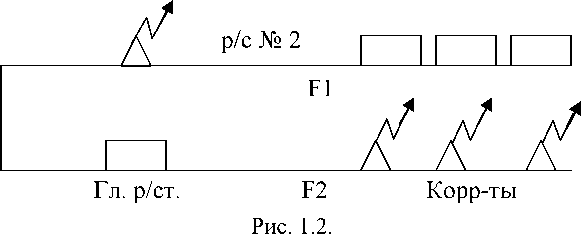 р/с № 2
F1
Гл. р/ст.
F2
Корр-ты
Рис. 1.2.